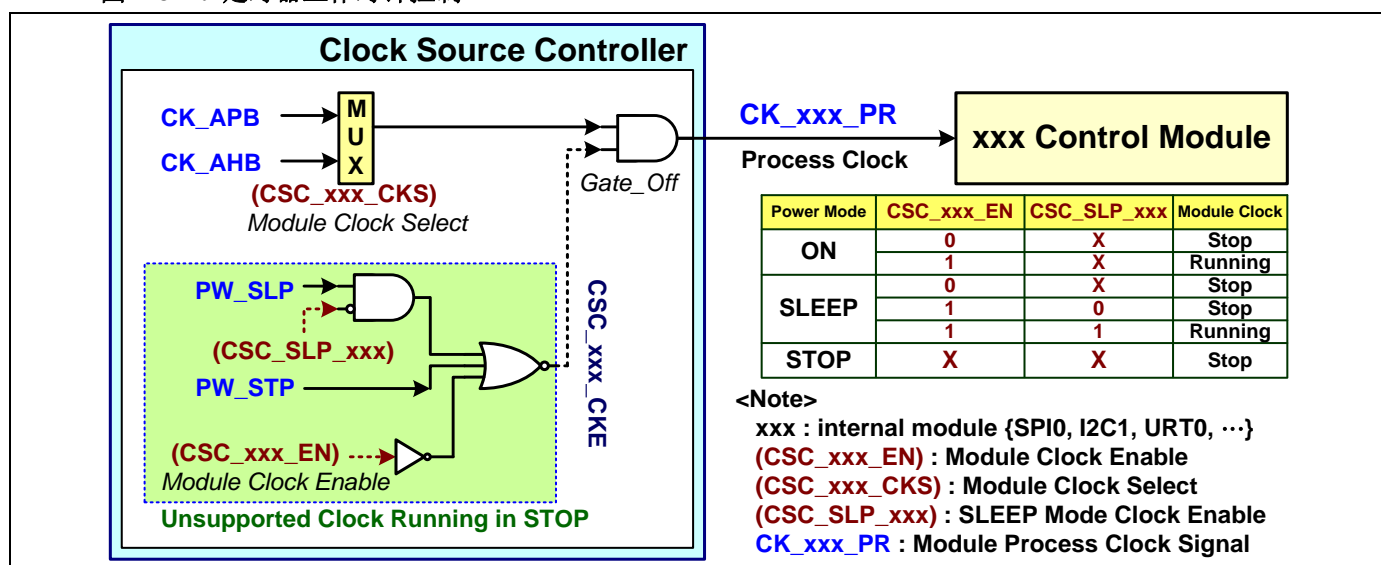 Clock Source Controller
CK_APB
CK_AHB
MUX
(CSC_xxx_CKS)
Module Clock Select
Gate_Off
PW_SLP
(CSC_SLP_xxx)
PW_STP
(CSC_xxx_EN)
Module Clock Enable
Unsupported Clock Running in STOP
CSC_xxx_CKE
CK_xxx_PR
Process Clock
xxx Control Module
Power Mode CSC_xxx_EN CSC_SLP_xxx Module Clock
ON 0 X Stop
1 X Running
SLEEP 0 X Stop
1 0 Stop
1 1 Running
STOP X X Stop
<Note>
xxx : internal module {SPI0, I2C1, URT0, ⋯}
(CSC_xxx_EN) : Module Clock Enable
(CSC_xxx_CKS) : Module Clock Select
(CSC_SLP_xxx) : SLEEP Mode Clock Enable
CK_xxx_PR : Module Process Clock Signal